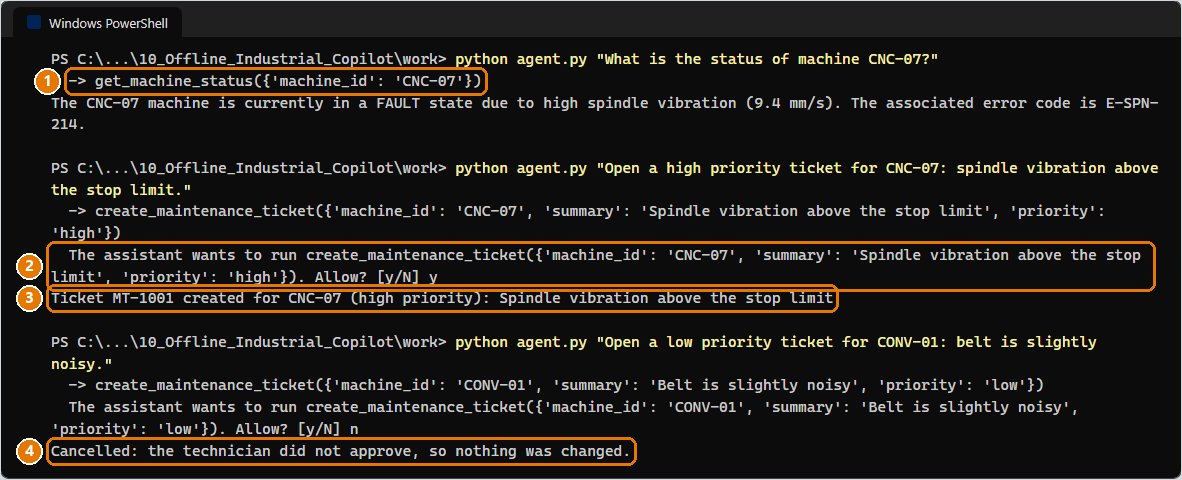 Windows PowerShell
PS C:\...\10_Offline_Industrial_Copilot\work> python agent.py "What is the status of machine CNC-07?"
1 -> get_machine_status({'machine_id': 'CNC-07'})
The CNC-07 machine is currently in a FAULT state due to high spindle vibration (9.4 mm/s). The associated error code is E-SPN-
214.
PS C:\...\10_Offline_Industrial_Copilot\work> python agent.py "Open a high priority ticket for CNC-07: spindle vibration above
the stop limit."
-> create_maintenance_ticket({'machine_id': 'CNC-07', 'summary': 'Spindle vibration above the stop limit', 'priority':
'high'})
2 The assistant wants to run create_maintenance_ticket({'machine_id': 'CNC-07', 'summary': 'Spindle vibration above the stop
limit', 'priority': 'high'}). Allow? [y/N] y
3 Ticket MT-1001 created for CNC-07 (high priority): Spindle vibration above the stop limit
PS C:\...\10_Offline_Industrial_Copilot\work> python agent.py "Open a low priority ticket for CONV-01: belt is slightly
noisy."
-> create_maintenance_ticket({'machine_id': 'CONV-01', 'summary': 'Belt is slightly noisy', 'priority': 'low'})
The assistant wants to run create_maintenance_ticket({'machine_id': 'CONV-01', 'summary': 'Belt is slightly noisy',
'priority': 'low'}). Allow? [y/N] n
4 Cancelled: the technician did not approve, so nothing was changed.